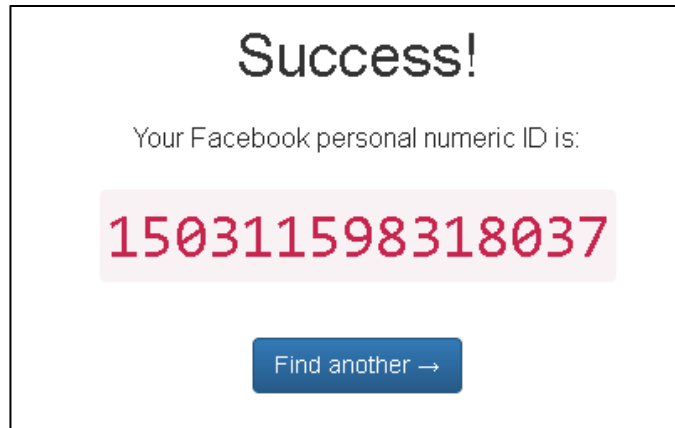 Success!
Your Facebook personal numeric ID is:
150311598318037
Find another →